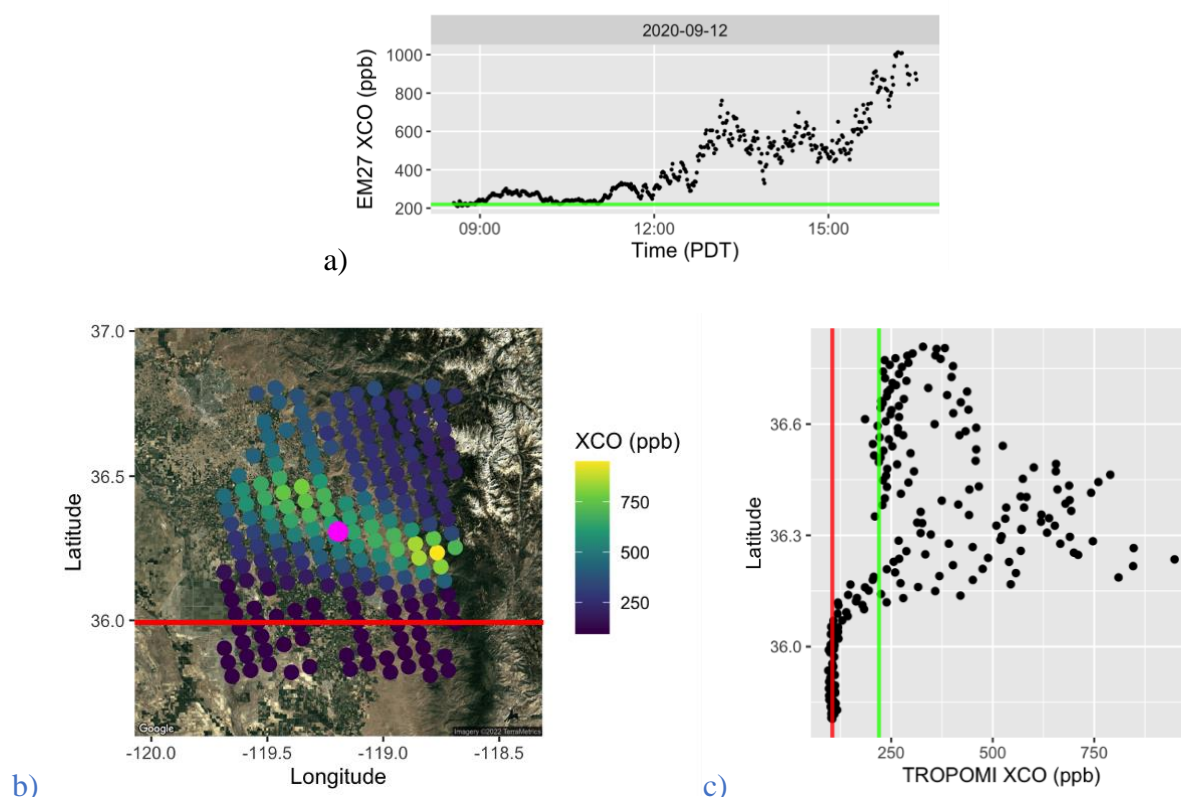 2020-09-12
EM27 XCO (ppb)
1000
800
600
400
200
09:00
12:00
15:00
Time (PDT)
a)
Latitude
37.0
36.5
36.0
Google
Imagery ©2022 TerraMetrics
-120.0
-119.5
-119.0
-118.5
Longitude
b)
XCO (ppb)
750
500
250
Latitude
36.6
36.3
36.0
250
500
750
TROPOMI XCO (ppb)
c)